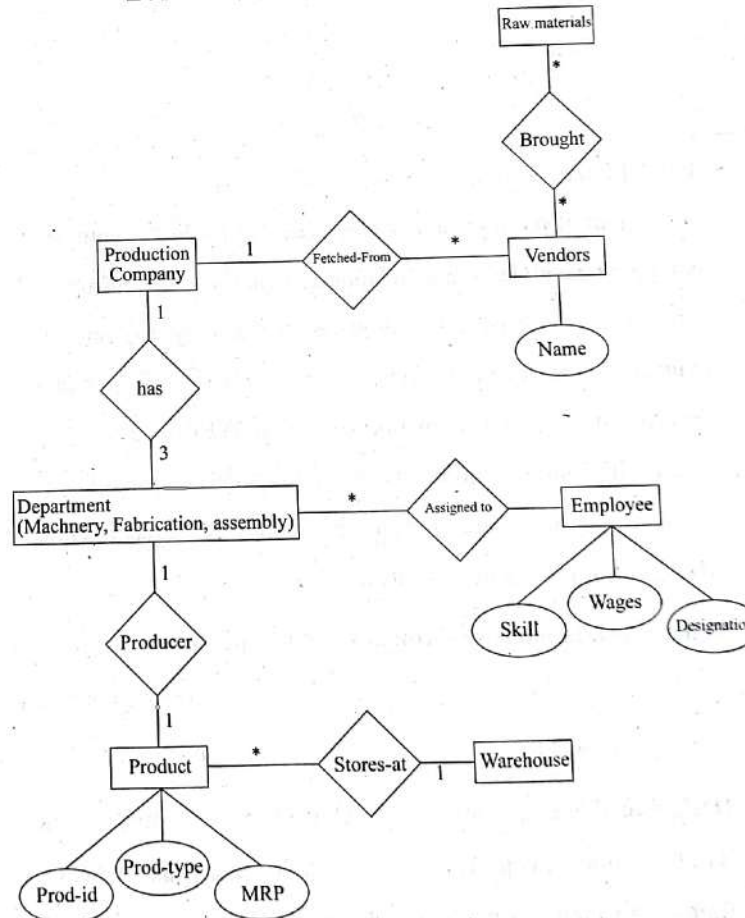 Raw materials
*
Brought
*
Production
Company
1
Fetched-From
*
Vendors
1
Name
has
3
Department
(Machnery, Fabrication, assembly)
*
Assigned to
Employee
1
Skill
Wages
Designatio
Producer
1
Product
*
Stores-at
1
Warehouse
Prod-id
Prod-type
MRP